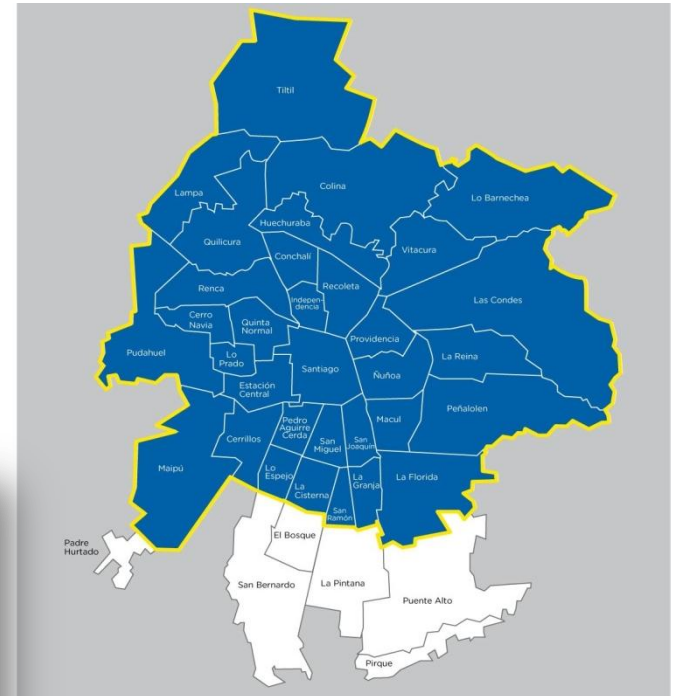 Tiltil
Lampa
Colina
Lo Barnechea
Huechuraba
Quilicura
Vitacura
Conchalí
Renca
Recoleta
Indepen-
dencia
Las Condes
Cerro
Navia
Quinta
Normal
Providencia
Pudahuel
Lo
Prado
La Reina
Santiago
Ñuñoa
Estación
Central
Peñalolen
Macul
Pedro
Aguirre
Cerda
Cerrillos
San
Miguel
San
Joaquín
Maipú
Lo
Espejo
La
Cisterna
La
Granja
La Florida
San
Ramón
El Bosque
Padre
Hurtado
San Bernardo
La Pintana
Puente Alto
Pirque